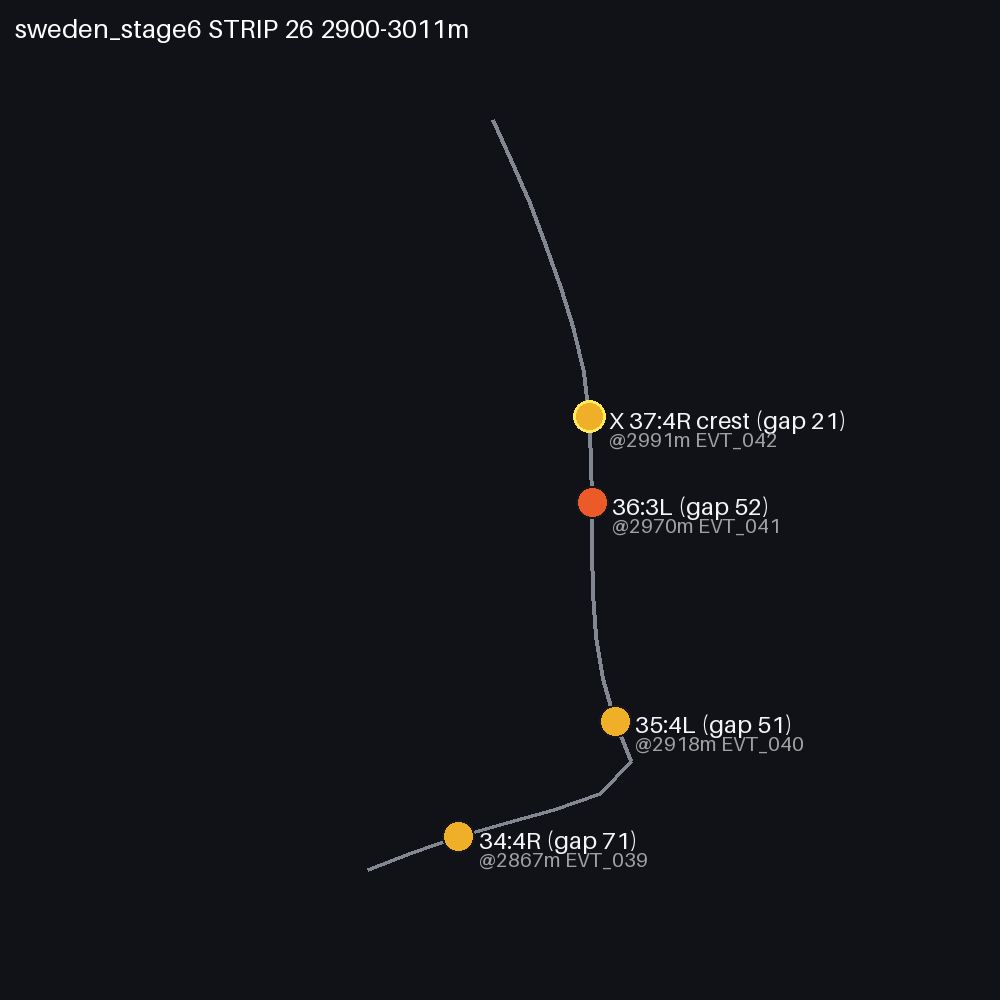 sweden_stage6 STRIP 26 2900-3011m
X 37:4R crest (gap 21)
@2991m EVT_042
36:3L (gap 52)
@2970m EVT_041
35:4L (gap 51)
@2918m EVT_040
34:4R (gap 71)
@2867m EVT_039